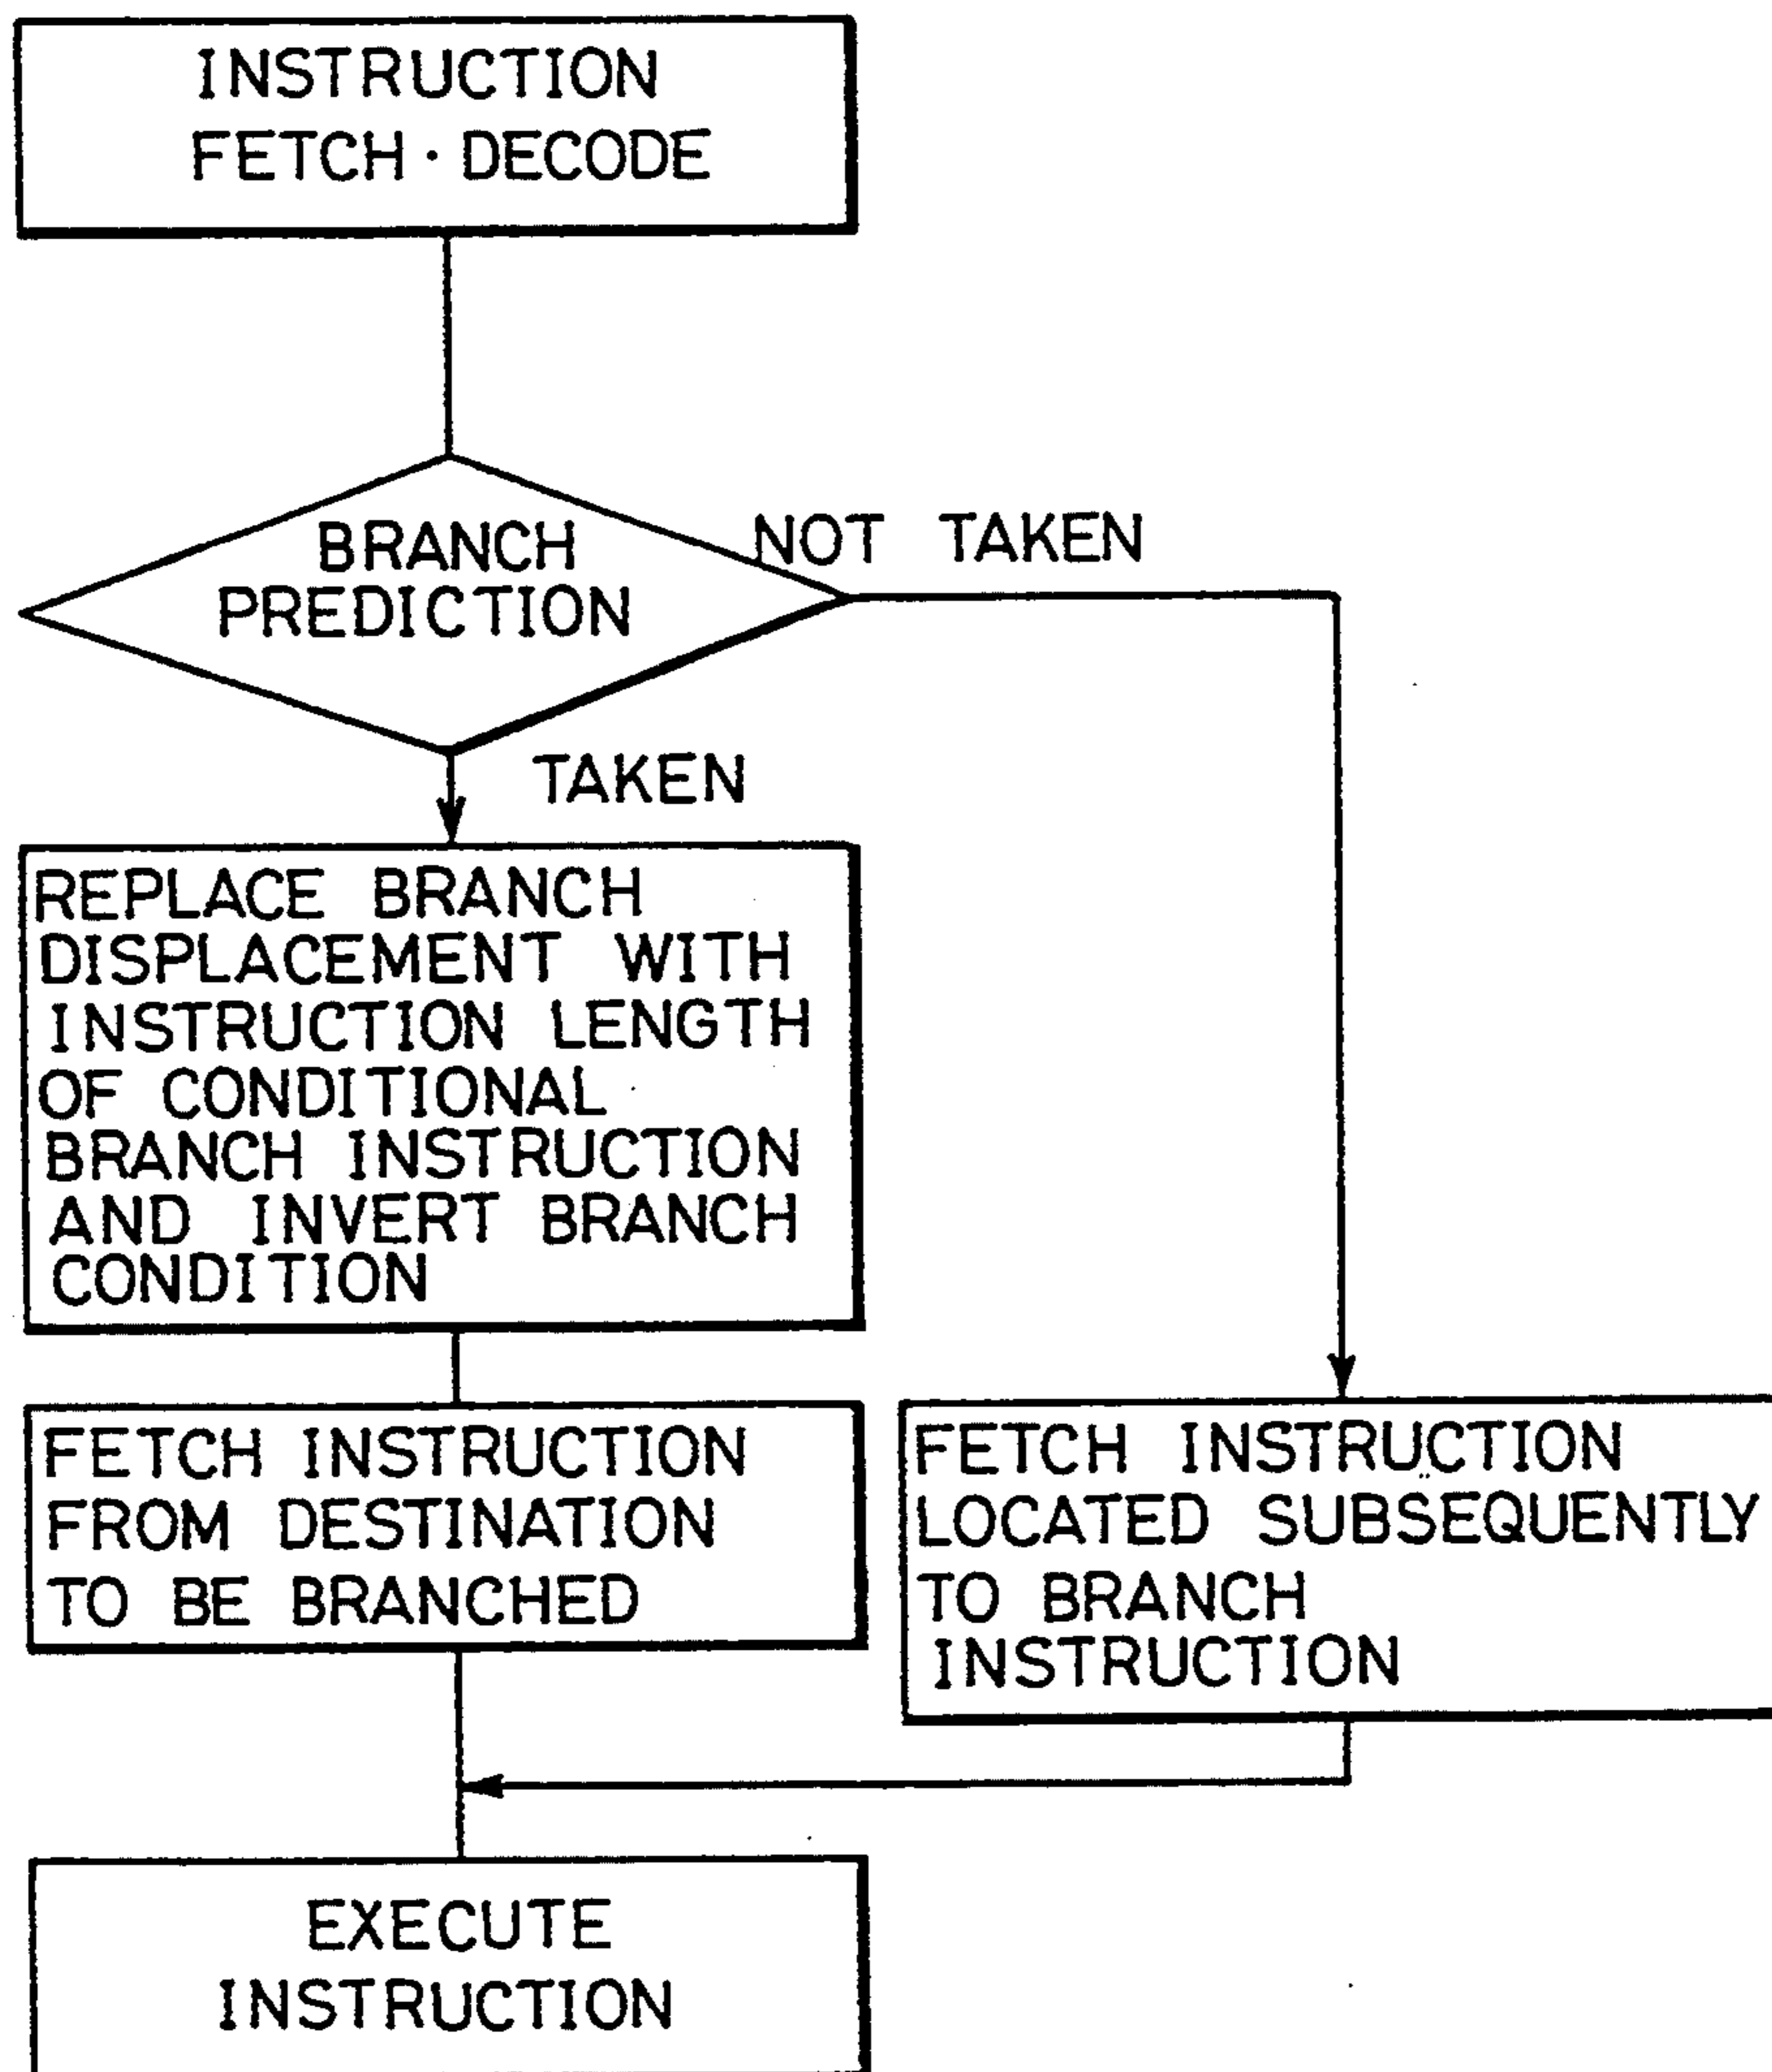 INSTRUCTION
FETCH · DECODE
BRANCH
PREDICTION
NOT TAKEN
TAKEN
REPLACE BRANCH
DISPLACEMENT WITH
INSTRUCTION LENGTH
OF CONDITIONAL
BRANCH INSTRUCTION
AND INVERT BRANCH
CONDITION
FETCH INSTRUCTION
FROM DESTINATION
TO BE BRANCHED
FETCH INSTRUCTION
LOCATED SUBSEQUENTLY
TO BRANCH
INSTRUCTION
EXECUTE
INSTRUCTION